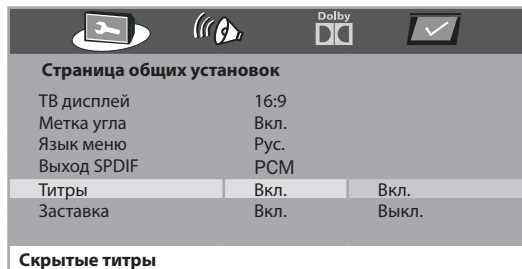 Dolby
Страница общих установок
ТВ дисплей 16:9
Метка угла Вкл.
Язык меню Рус.
Выход SPDIF PCM
Титры Вкл. Вкл.
Заставка Вкл. Выкл.
Скрытые титры